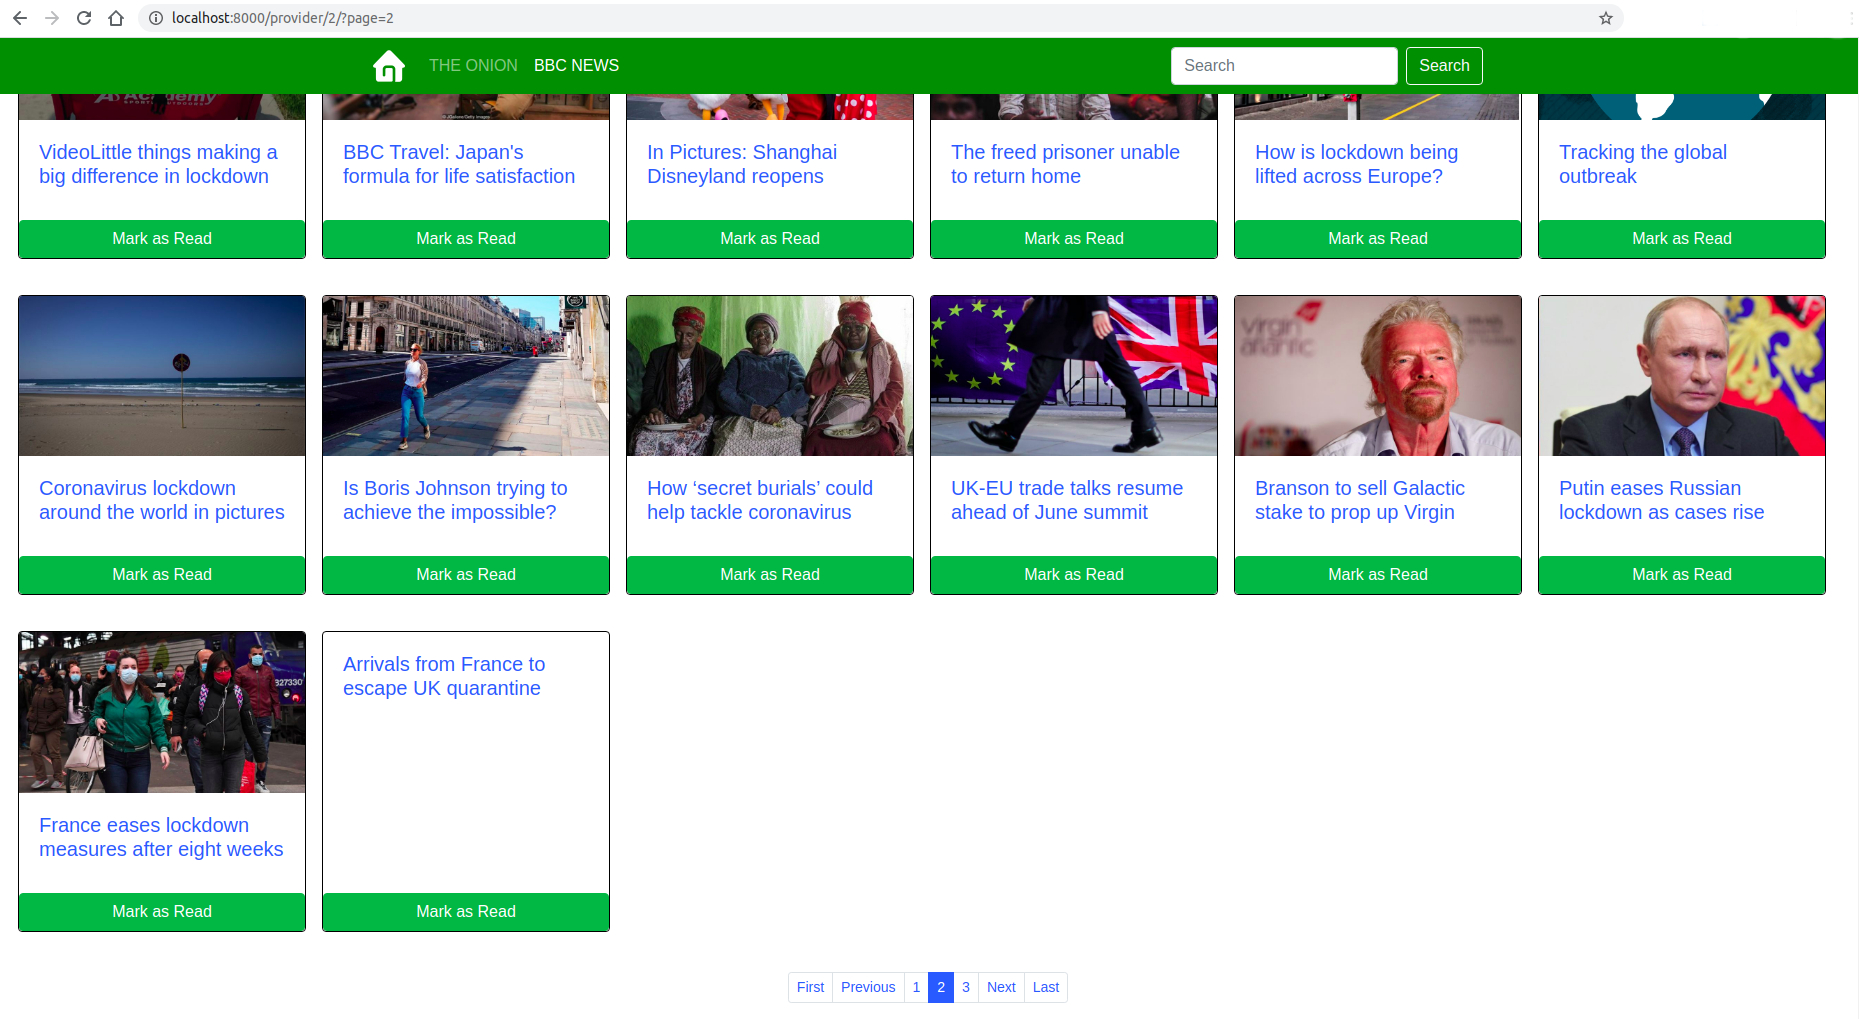 localhost:8000/provider/2/?page=2
THE ONION BBC NEWS Search Search
Academy
VideoLittle things making a
big difference in lockdown
BBC Travel: Japan's
formula for life satisfaction
In Pictures: Shanghai
Disneyland reopens
The freed prisoner unable
to return home
How is lockdown being
lifted across Europe?
Tracking the global
outbreak
Mark as Read Mark as Read Mark as Read Mark as Read Mark as Read Mark as Read
Virgin
atlantic
Coronavirus lockdown
around the world in pictures
Is Boris Johnson trying to
achieve the impossible?
How ‘secret burials’ could
help tackle coronavirus
UK-EU trade talks resume
ahead of June summit
Branson to sell Galactic
stake to prop up Virgin
Putin eases Russian
lockdown as cases rise
Mark as Read Mark as Read Mark as Read Mark as Read Mark as Read Mark as Read
827330
France eases lockdown
measures after eight weeks
Arrivals from France to
escape UK quarantine
Mark as Read Mark as Read
First Previous 1 2 3 Next Last